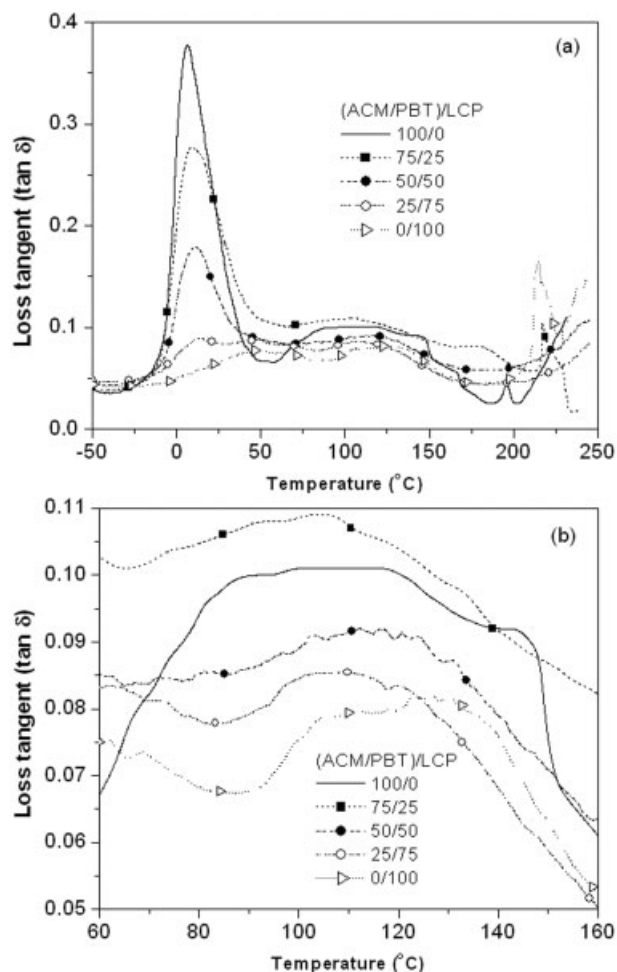 (a)
0.4
0.3
0.2
0.1
0.0
Loss tangent (tan δ)
(ACM/PBT)/LCP
100/0
75/25
50/50
25/75
0/100
-50 0 50 100 150 200 250
Temperature (°C)
(b)
0.11
0.10
0.09
0.08
0.07
0.06
0.05
Loss tangent (tan δ)
(ACM/PBT)/LCP
100/0
75/25
50/50
25/75
0/100
60 80 100 120 140 160
Temperature (°C)